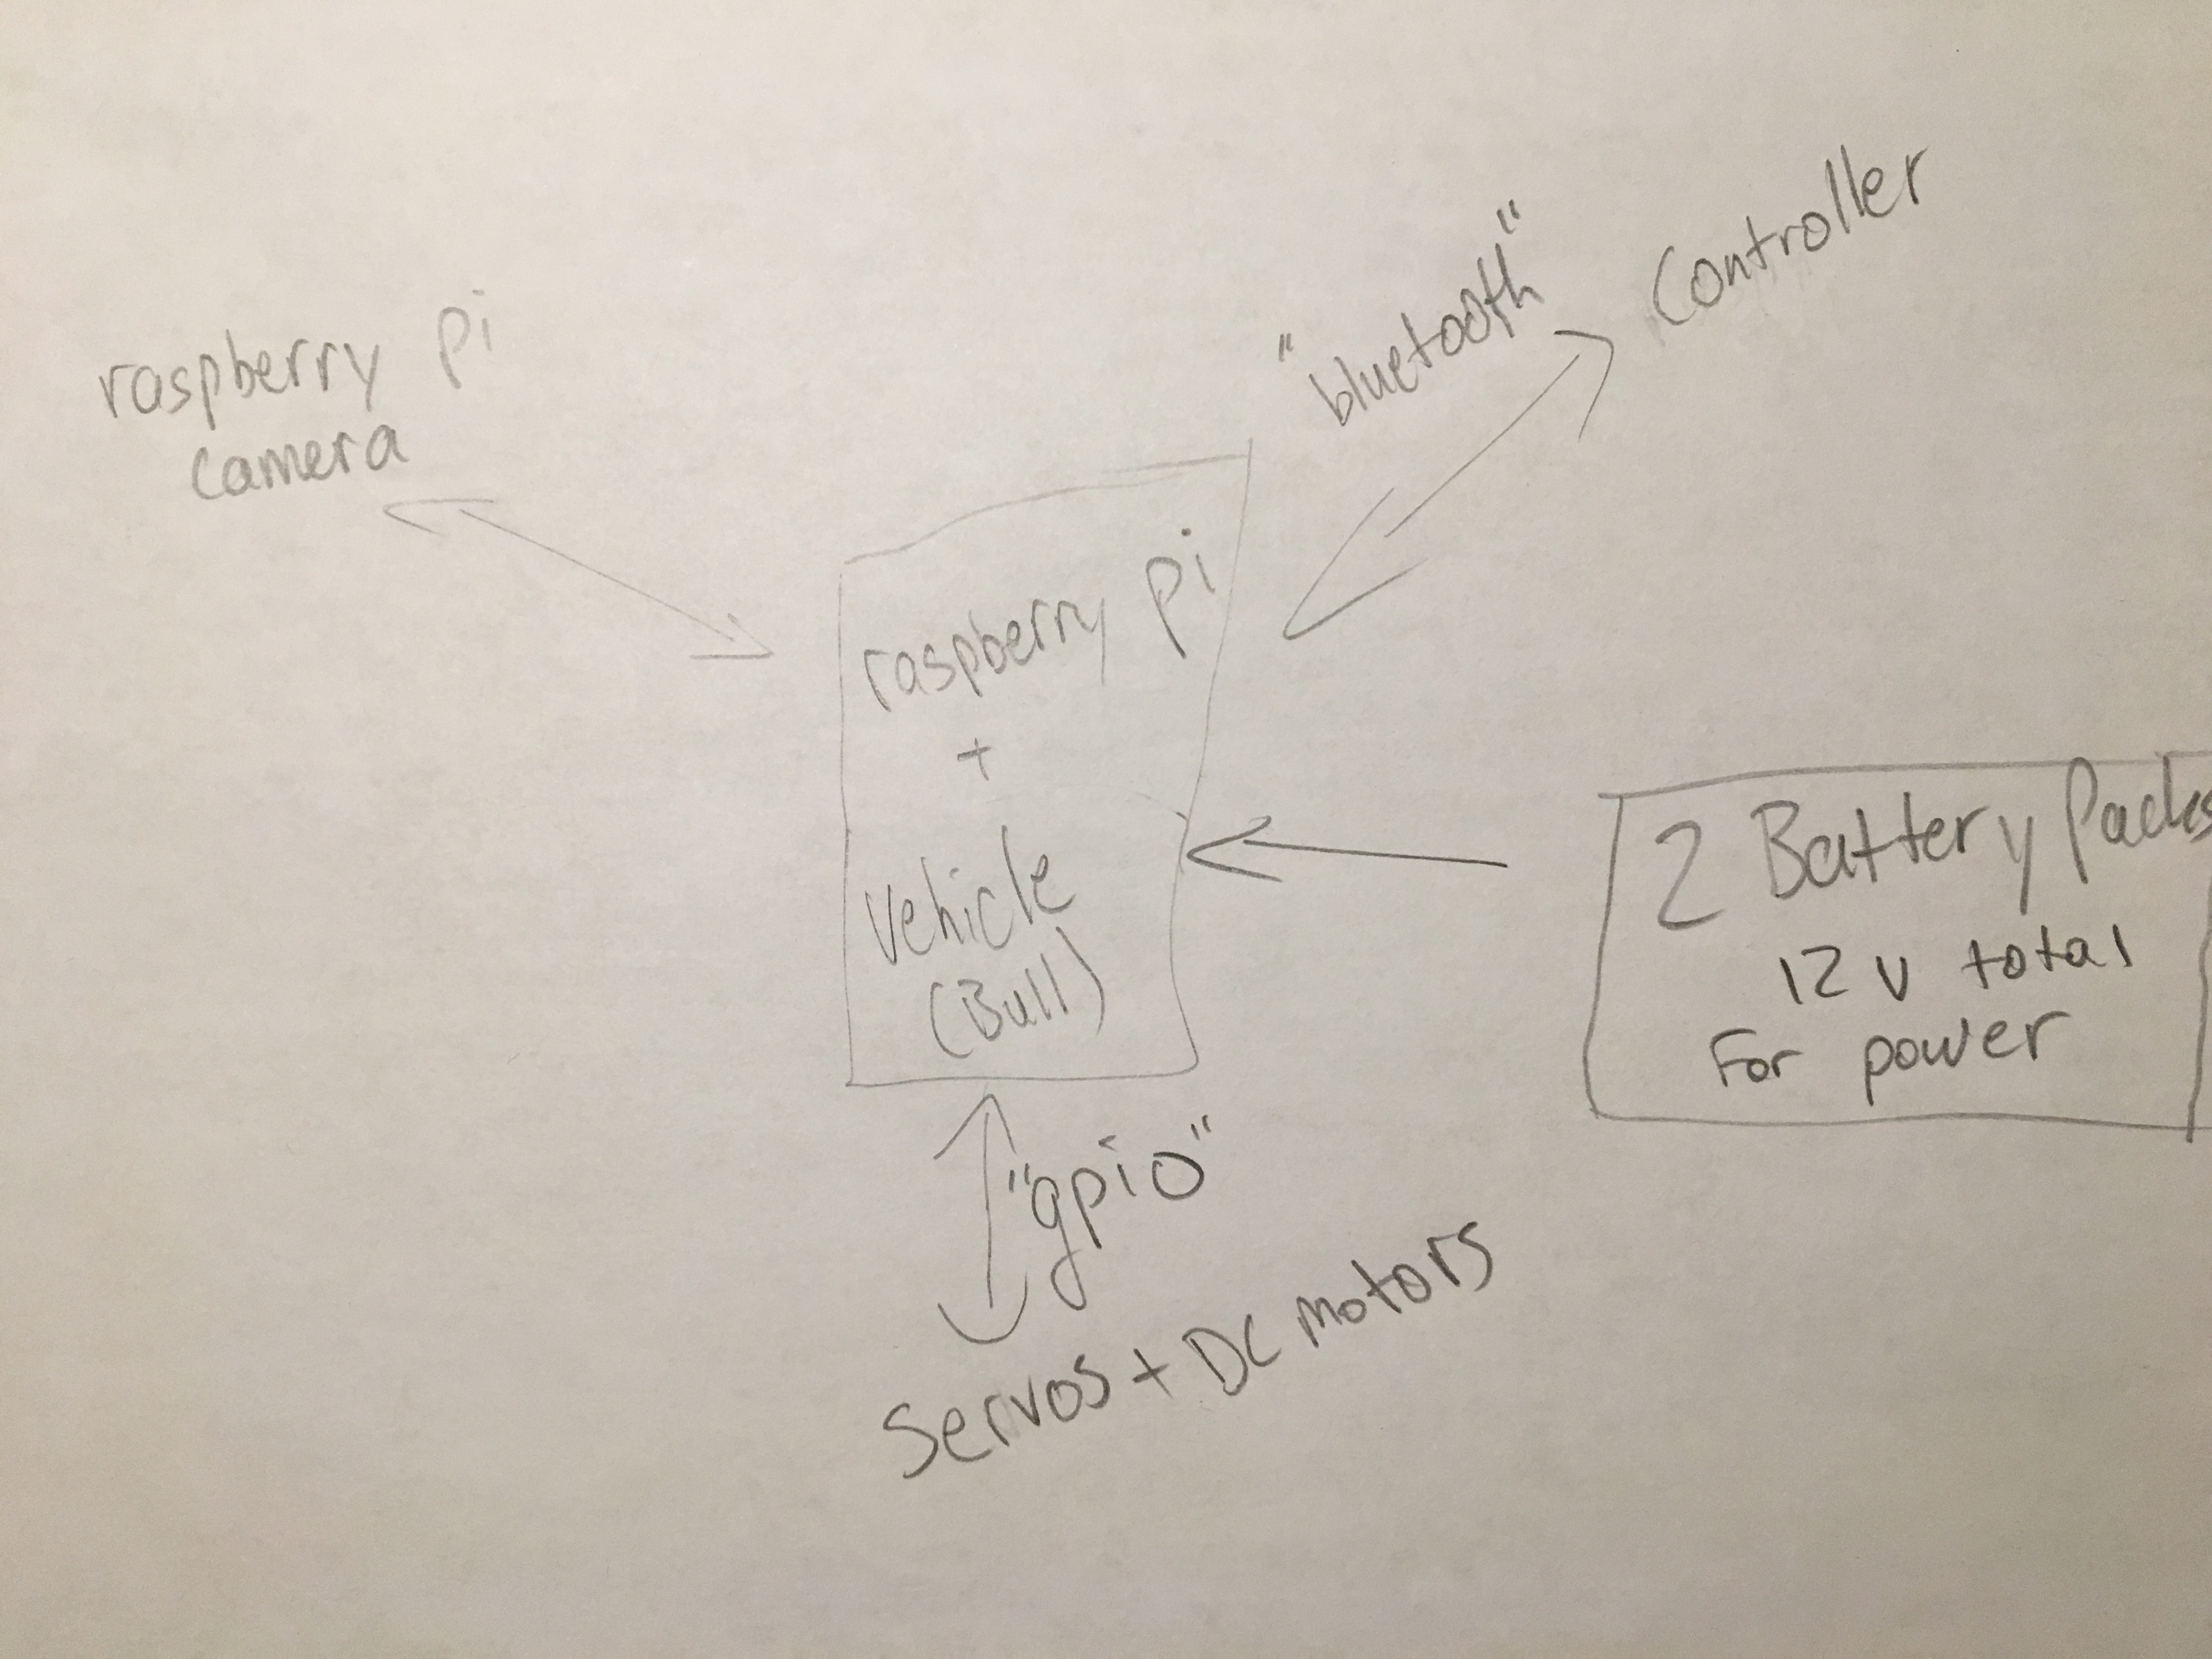 raspberry pi
camera
"bluetooth"
controller
raspberry pi
+
vehicle
(Bull)
2 Battery Packs
12 V total
For power
"gpio"
servos + DC motors